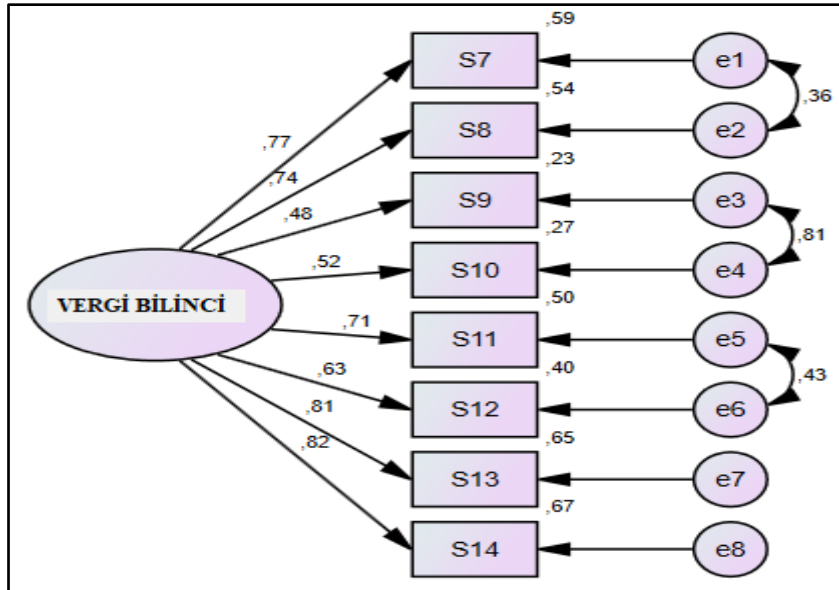 ,59
S7
e1
,54
,36
,77
S8
e2
,23
,74
S9
e3
,48
,27
,81
,52
S10
e4
VERGİ BİLİNCİ
,50
,71
S11
e5
,40
,63
,43
S12
e6
,81
,65
,82
S13
e7
,67
S14
e8